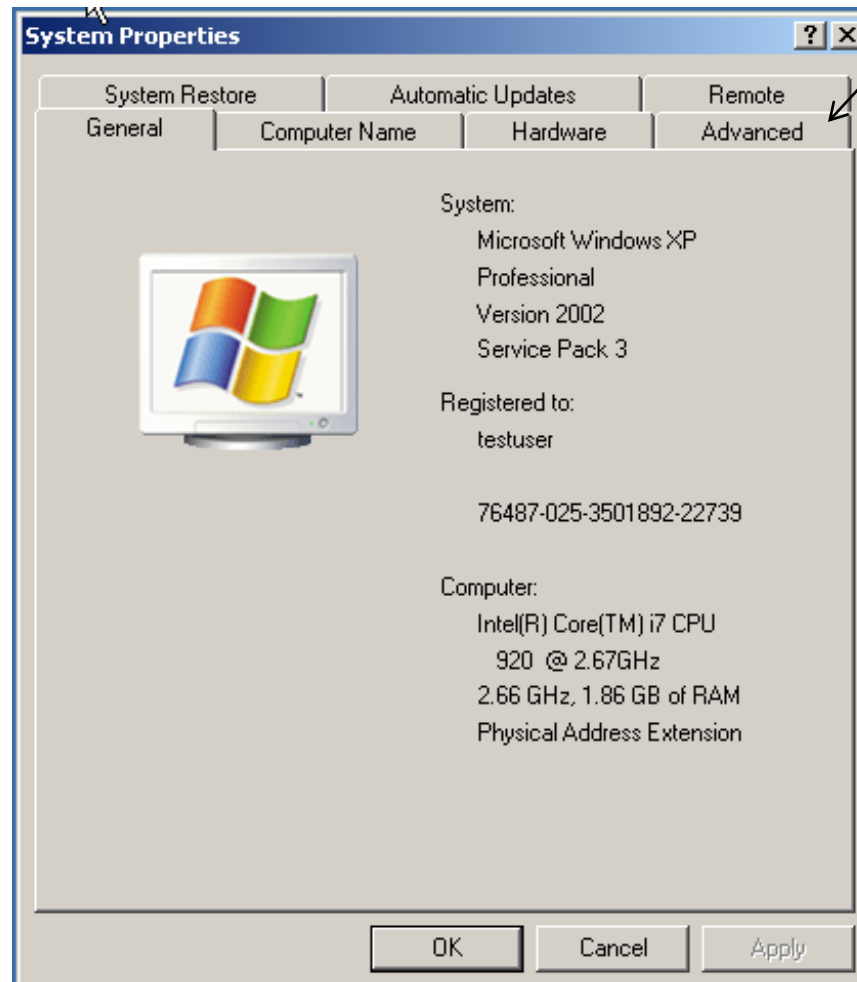 System Properties
System Restore Automatic Updates Remote
General Computer Name Hardware Advanced
System:
Microsoft Windows XP
Professional
Version 2002
Service Pack 3
Registered to:
testuser
76487-025-3501892-22739
Computer:
Intel(R) Core(TM) i7 CPU
920 @ 2.67GHz
2.66 GHz, 1.86 GB of RAM
Physical Address Extension
OK Cancel Apply